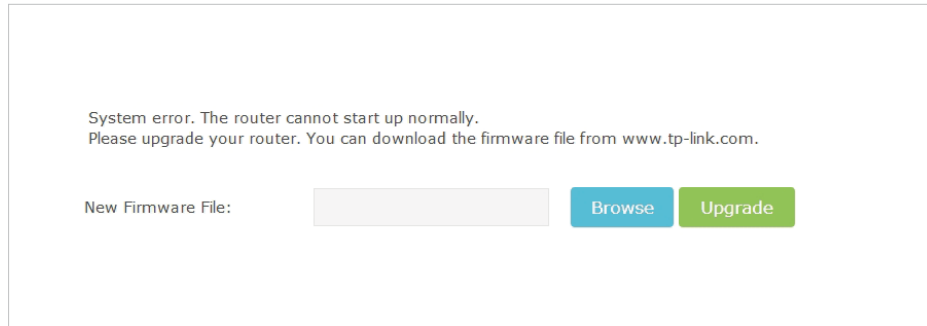 System error. The router cannot start up normally.
Please upgrade your router. You can download the firmware file from www.tp-link.com.
New Firmware File: Browse Upgrade